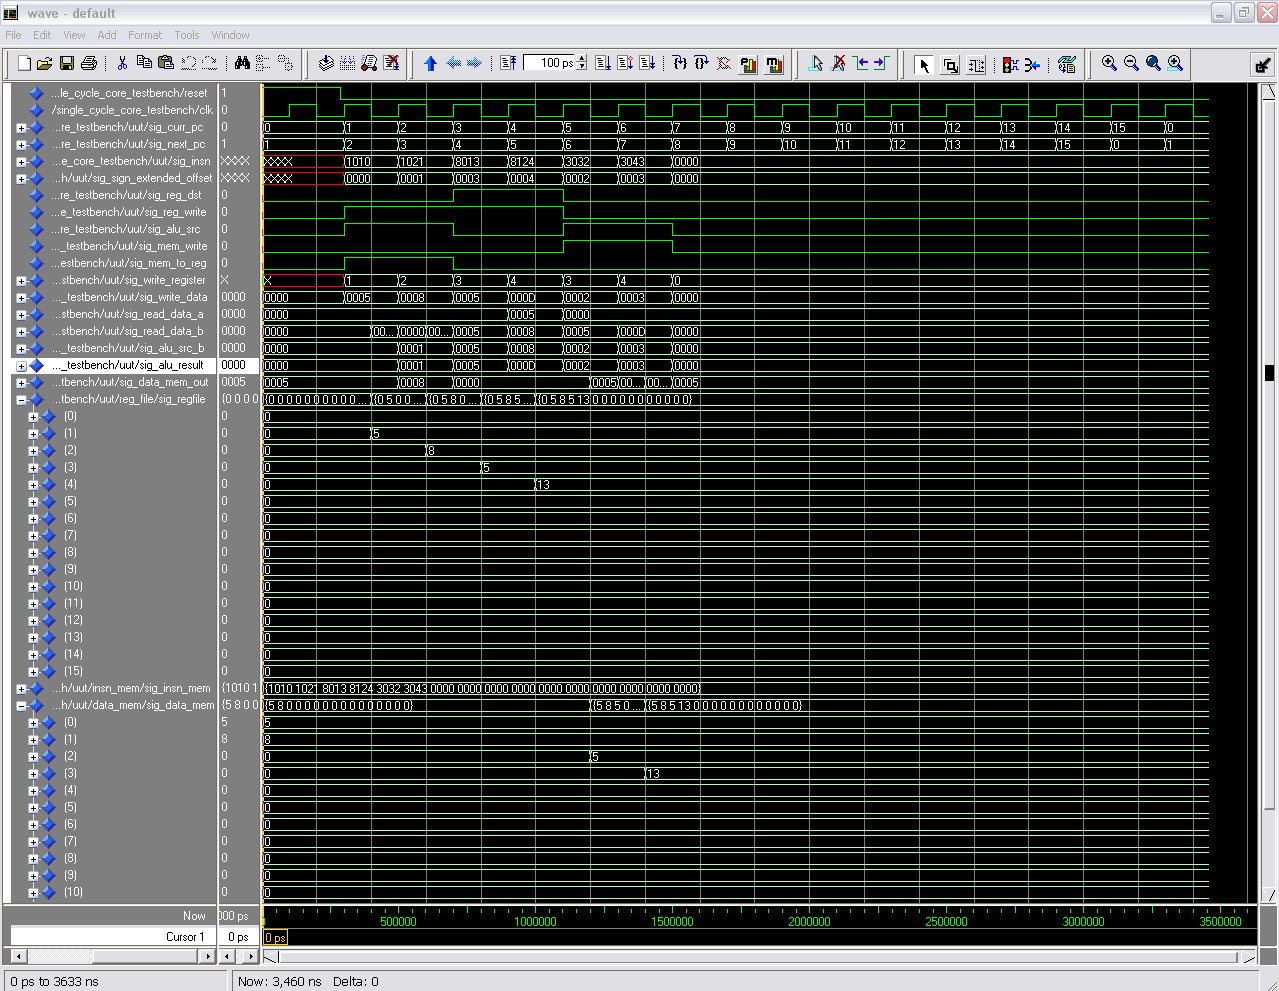 wave - default
File Edit View Add Format Tools Window
100 ps
...le_cycle_core_testbench/reset 1
/single_cycle_core_testbench/clk 0
...re_testbench/uut/sig_curr_pc 0 0 1 2 3 4 5 6 7 8 9 10 11 12 13 14 15 0
...re_testbench/uut/sig_next_pc 1 1 2 3 4 5 6 7 8 9 10 11 12 13 14 15 0 1
...e_core_testbench/uut/sig_insn XXXX XXXX 1010 1021 8013 8124 3032 3043 0000
...h/uut/sig_sign_extended_offset XXXX XXXX 0000 0001 0003 0004 0002 0003 0000
...re_testbench/uut/sig_reg_dst 0
...e_testbench/uut/sig_reg_write 0
...re_testbench/uut/sig_alu_src 0
..._testbench/uut/sig_mem_write 0
...estbench/uut/sig_mem_to_reg 0
...stbench/uut/sig_write_register X X 1 2 3 4 3 4 0
..._testbench/uut/sig_write_data 0000 0000 0005 0008 0005 000D 0002 0003 0000
...stbench/uut/sig_read_data_a 0000 0000 0005 0000
...stbench/uut/sig_read_data_b 0000 0000 00... 0000 00... 0005 0008 0005 000D 0000
..._testbench/uut/sig_alu_src_b 0000 0000 0001 0005 0008 0002 0003 0000
..._testbench/uut/sig_alu_result 0000 0000 0001 0005 000D 0002 0003 0000
...tbench/uut/sig_data_mem_out 0005 0005 0008 0000 0005 00... 00... 0005
...tbench/uut/reg_file/sig_regfile {0 0 0 0 {0 0 0 0 0 0 0 0 0 0 ... {0 5 0 0 ... {0 5 8 0 ... {0 5 8 5 ... {0 5 8 5 13 0 0 0 0 0 0 0 0 0 0 0}
(0) 0 0
(1) 0 0 5
(2) 0 0 8
(3) 0 0 5
(4) 0 0 13
(5) 0 0
(6) 0 0
(7) 0 0
(8) 0 0
(9) 0 0
(10) 0 0
(11) 0 0
(12) 0 0
(13) 0 0
(14) 0 0
(15) 0 0
...h/uut/insn_mem/sig_insn_mem {1010 1 {1010 1021 8013 8124 3032 3043 0000 0000 0000 0000 0000 0000 0000 0000 0000 0000}
...h/uut/data_mem/sig_data_mem {5 8 0 0 {5 8 0 0 0 0 0 0 0 0 0 0 0 0 0 0} {5 8 5 0 ... {5 8 5 13 0 0 0 0 0 0 0 0 0 0 0 0}
(0) 5 5
(1) 8 8
(2) 0 0 5
(3) 0 0 13
(4) 0 0
(5) 0 0
(6) 0 0
(7) 0 0
(8) 0 0
(9) 0 0
(10) 0 0
Now 000 ps 500000 1000000 1500000 2000000 2500000 3000000 3500000
Cursor 1 0 ps 0 ps
0 ps to 3633 ns Now: 3,460 ns Delta: 0